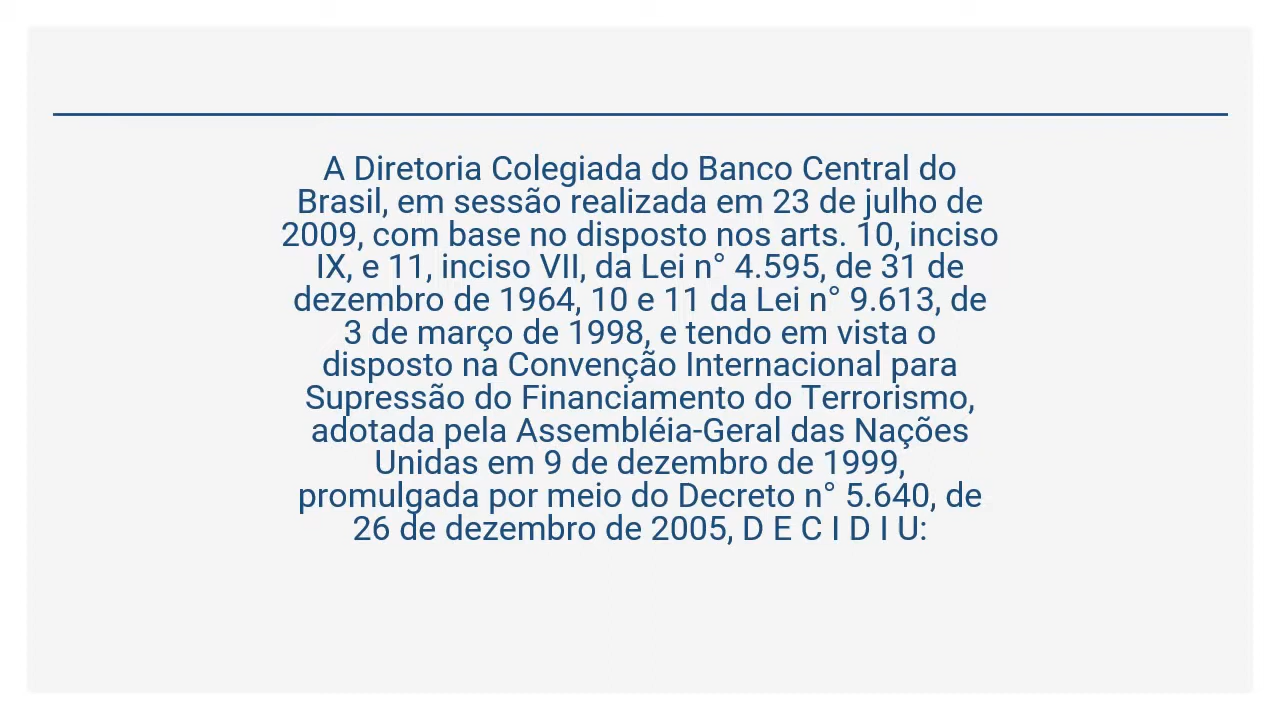 A Diretoria Colegiada do Banco Central do
Brasil, em sessão realizada em 23 de julho de
2009, com base no disposto nos arts. 10, inciso
IX, e 11, inciso VII, da Lei n° 4.595, de 31 de
dezembro de 1964, 10 e 11 da Lei n° 9.613, de
3 de março de 1998, e tendo em vista o
disposto na Convenção Internacional para
Supressão do Financiamento do Terrorismo,
adotada pela Assembléia-Geral das Nações
Unidas em 9 de dezembro de 1999,
promulgada por meio do Decreto n° 5.640, de
26 de dezembro de 2005, D E C I D I U: